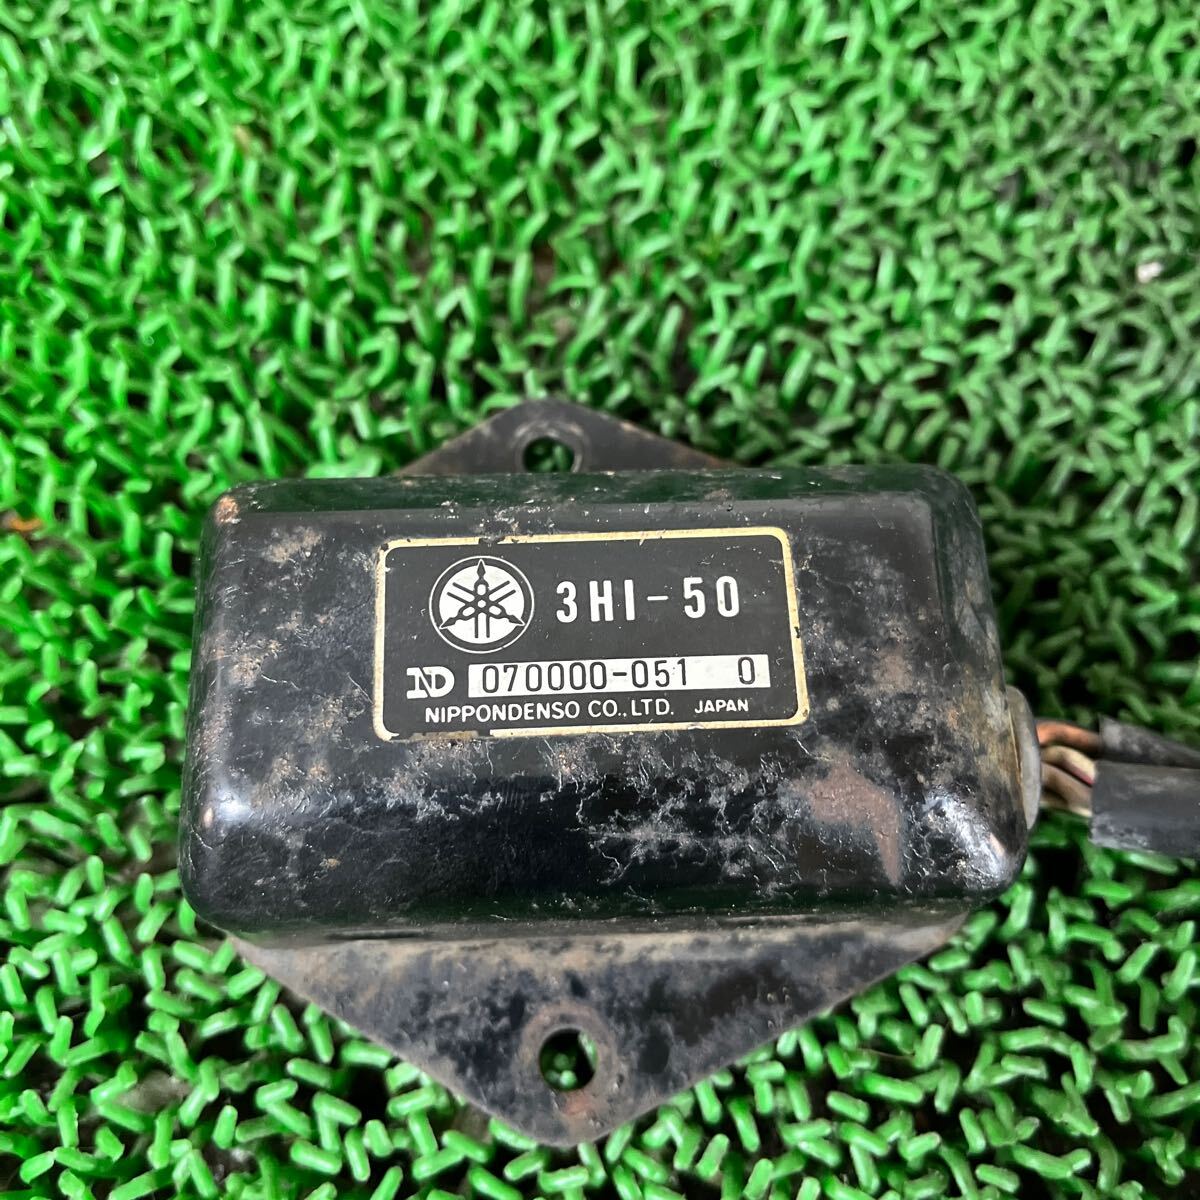 3HI-50
ND 070000-051 0
NIPPONDENSO CO., LTD. JAPAN